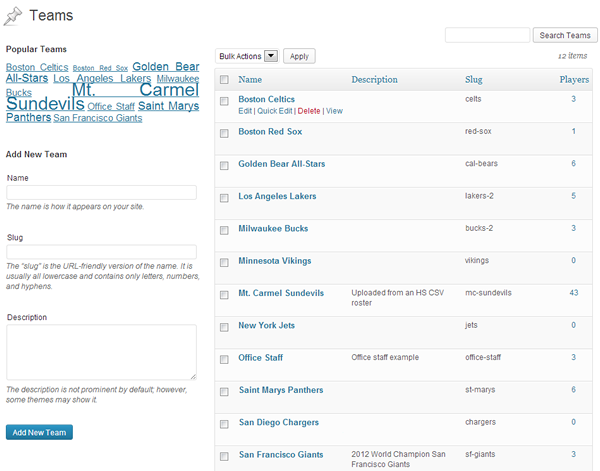 Teams
Search Teams
Popular Teams
Boston Celtics Boston Red Sox Golden Bear
All-Stars Los Angeles Lakers Milwaukee
Bucks Mt. Carmel
Sundevils Office Staff Saint Marys
Panthers San Francisco Giants
Add New Team
Name
The name is how it appears on your site.
Slug
The "slug" is the URL-friendly version of the name. It is
usually all lowercase and contains only letters, numbers,
and hyphens.
Description
The description is not prominent by default; however,
some themes may show it.
Add New Team
Bulk Actions Apply 12 items
Name Description Slug Players
Boston Celtics celts 3
Edit | Quick Edit | Delete | View
Boston Red Sox red-sox 1
Golden Bear All-Stars cal-bears 6
Los Angeles Lakers lakers-2 5
Milwaukee Bucks bucks-2 3
Minnesota Vikings vikings 0
Mt. Carmel Sundevils Uploaded from an HS CSV mc-sundevils 43
roster
New York Jets jets 0
Office Staff Office staff example office-staff 3
Saint Marys Panthers st-marys 6
San Diego Chargers chargers 0
San Francisco Giants 2012 World Champion San sf-giants 3
Francisco Giants